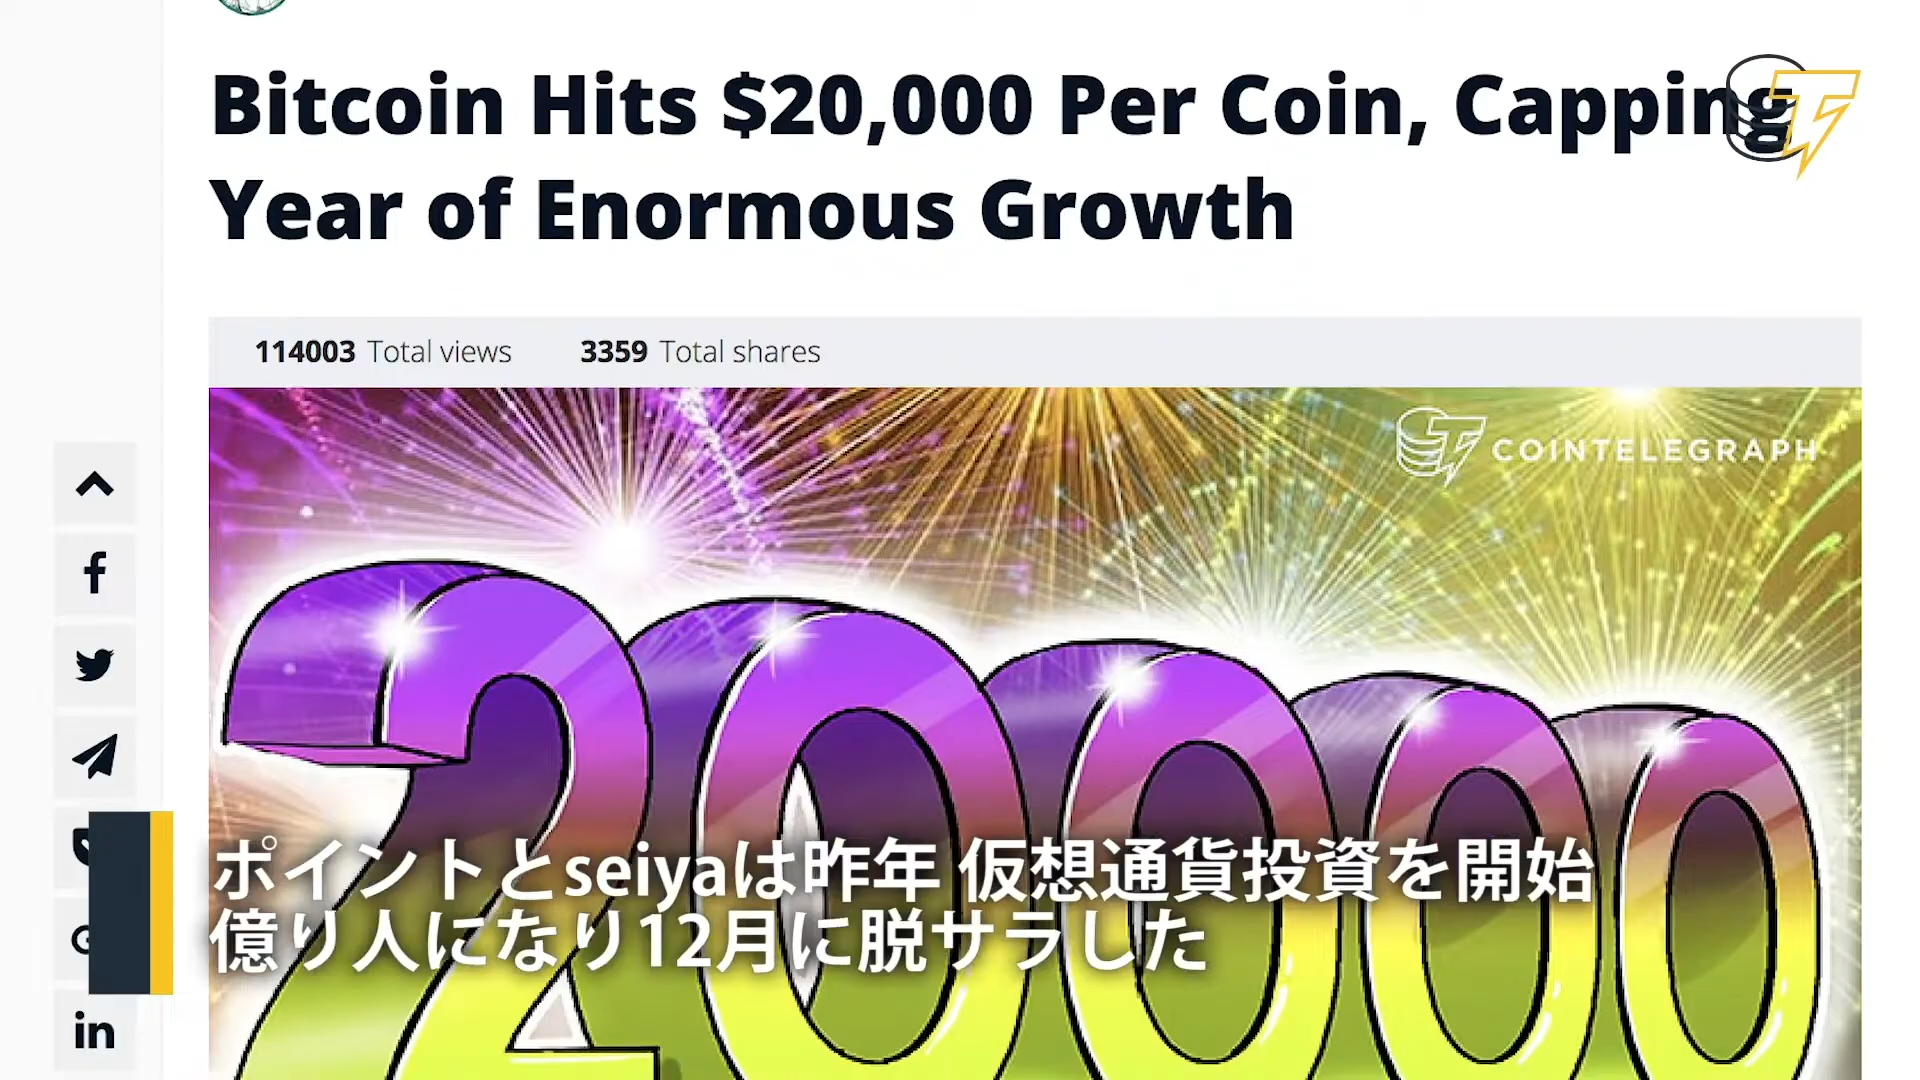 Bitcoin Hits $20,000 Per Coin, Capping
Year of Enormous Growth
114003 Total views 3359 Total shares
COINTELEGRAPH
20000
ポイントとseiyaは昨年 仮想通貨投資を開始
億り人になり12月に脱サラした